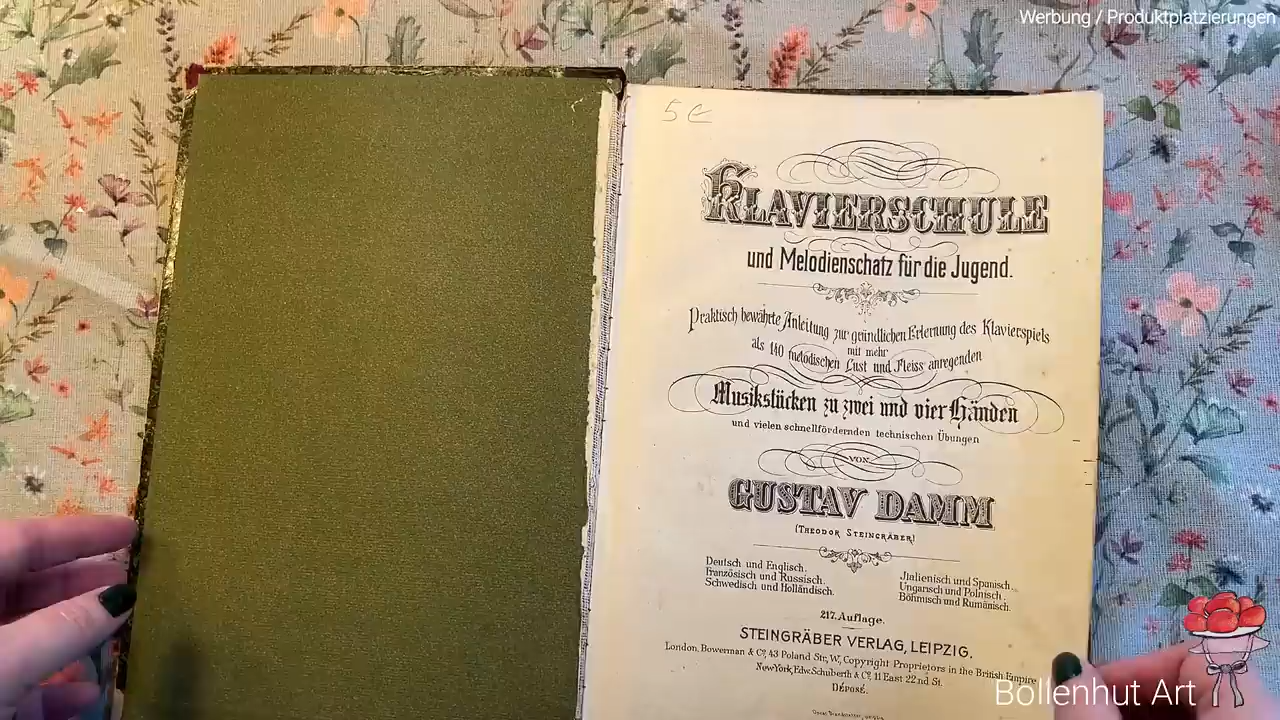 Werbung / Produktplatzierungen
5 €
KLAVIERSCHULE
und Melodienschatz für die Jugend.
Praktisch bewährte Anleitung zur gründlichen Erlernung des Klavierspiels
mit mehr
als 140 melodischen Lust und Fleiss anregenden
Musikstücken zu zwei und vier Händen
und vielen schnellfördernden technischen Übungen
VON
GUSTAV DAMM
(THEODOR STEINGRÄBER)
Deutsch und Englisch.
Französisch und Russisch.
Schwedisch und Holländisch.
Italienisch und Spanisch.
Ungarisch und Polnisch.
Böhmisch und Rumänisch.
217. Auflage.
STEINGRÄBER VERLAG, LEIPZIG.
London, Bowerman & Co, 43 Poland Str, W, Copyright Proprietors in the British Empire
New York, Edw. Schuberth & Co, 11 East 22nd St.
DÉPOSÉ.
Bollenhut Art